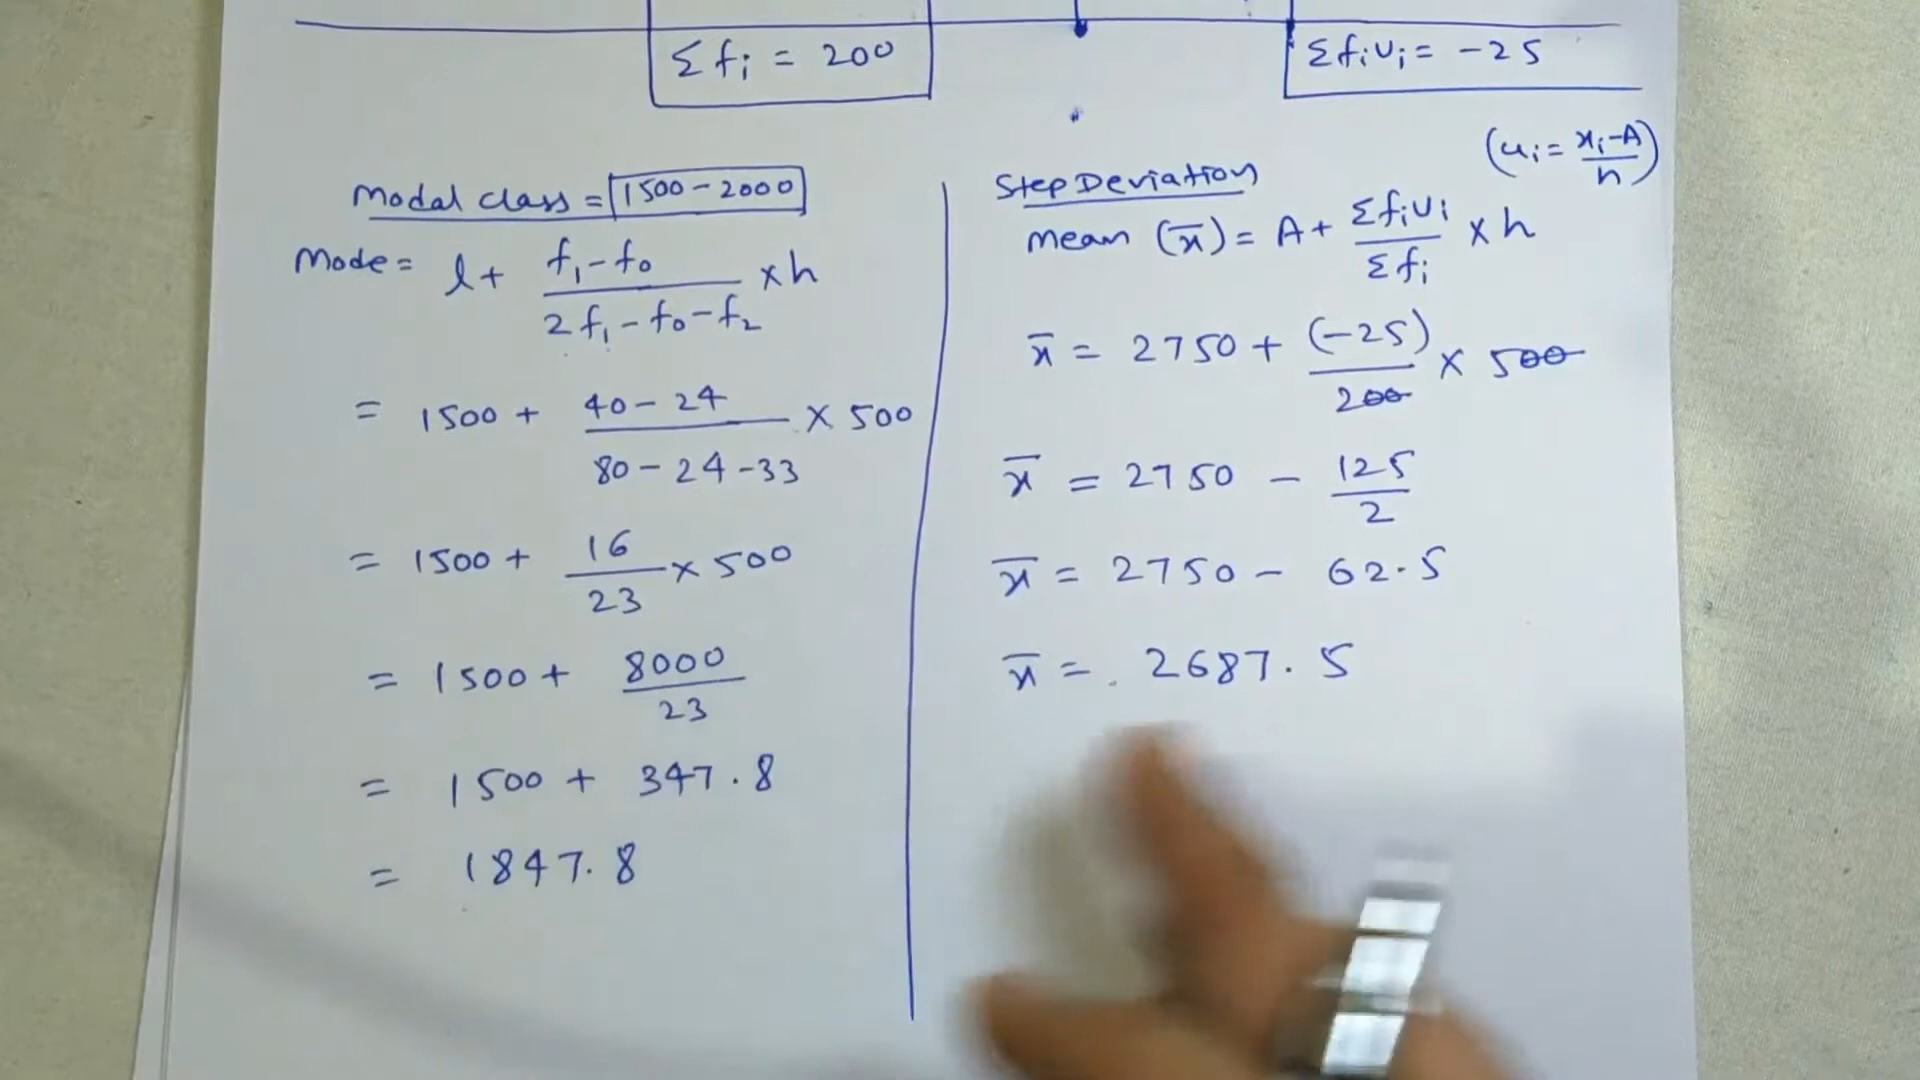 Σfi = 200
Σfiui = -25
Modal class = 1500-2000
Mode = l + f1-f0 / 2f1-f0-f2 × h
= 1500 + 40-24 / 80-24-33 × 500
= 1500 + 16/23 × 500
= 1500 + 8000/23
= 1500 + 347.8
= 1847.8
(ui = xi-A / h)
Step Deviation
mean (x̄) = A + Σfiui / Σfi × h
x̄ = 2750 + (-25)/200 × 500
x̄ = 2750 - 125/2
x̄ = 2750 - 62.5
x̄ = 2687.5